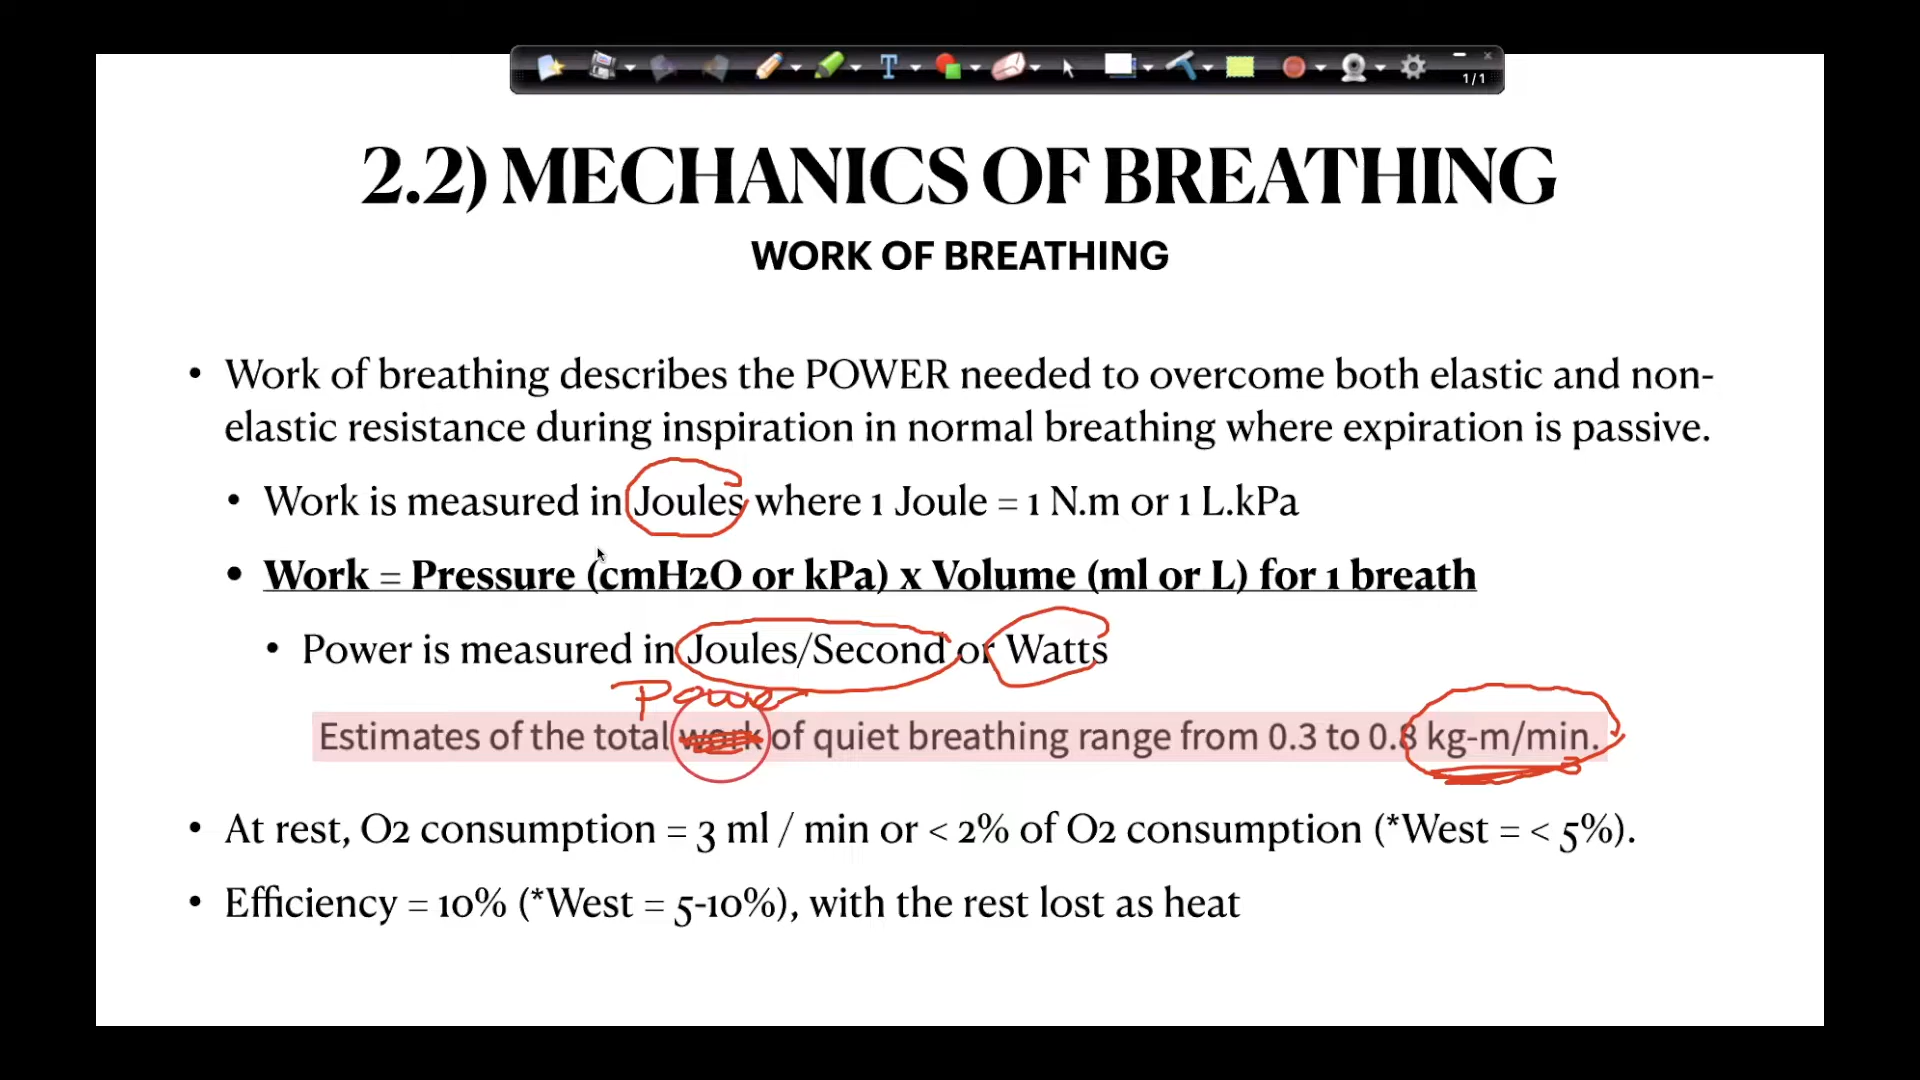 T
1/1
2.2) MECHANICS OF BREATHING
WORK OF BREATHING
• Work of breathing describes the POWER needed to overcome both elastic and non-
elastic resistance during inspiration in normal breathing where expiration is passive.
• Work is measured in Joules where 1 Joule = 1 N.m or 1 L.kPa
• Work = Pressure (cmH2O or kPa) x Volume (ml or L) for 1 breath
• Power is measured in Joules/Second or Watts
Power
Estimates of the total work of quiet breathing range from 0.3 to 0.8 kg-m/min.
• At rest, O2 consumption = 3 ml / min or < 2% of O2 consumption (*West = < 5%).
• Efficiency = 10% (*West = 5-10%), with the rest lost as heat